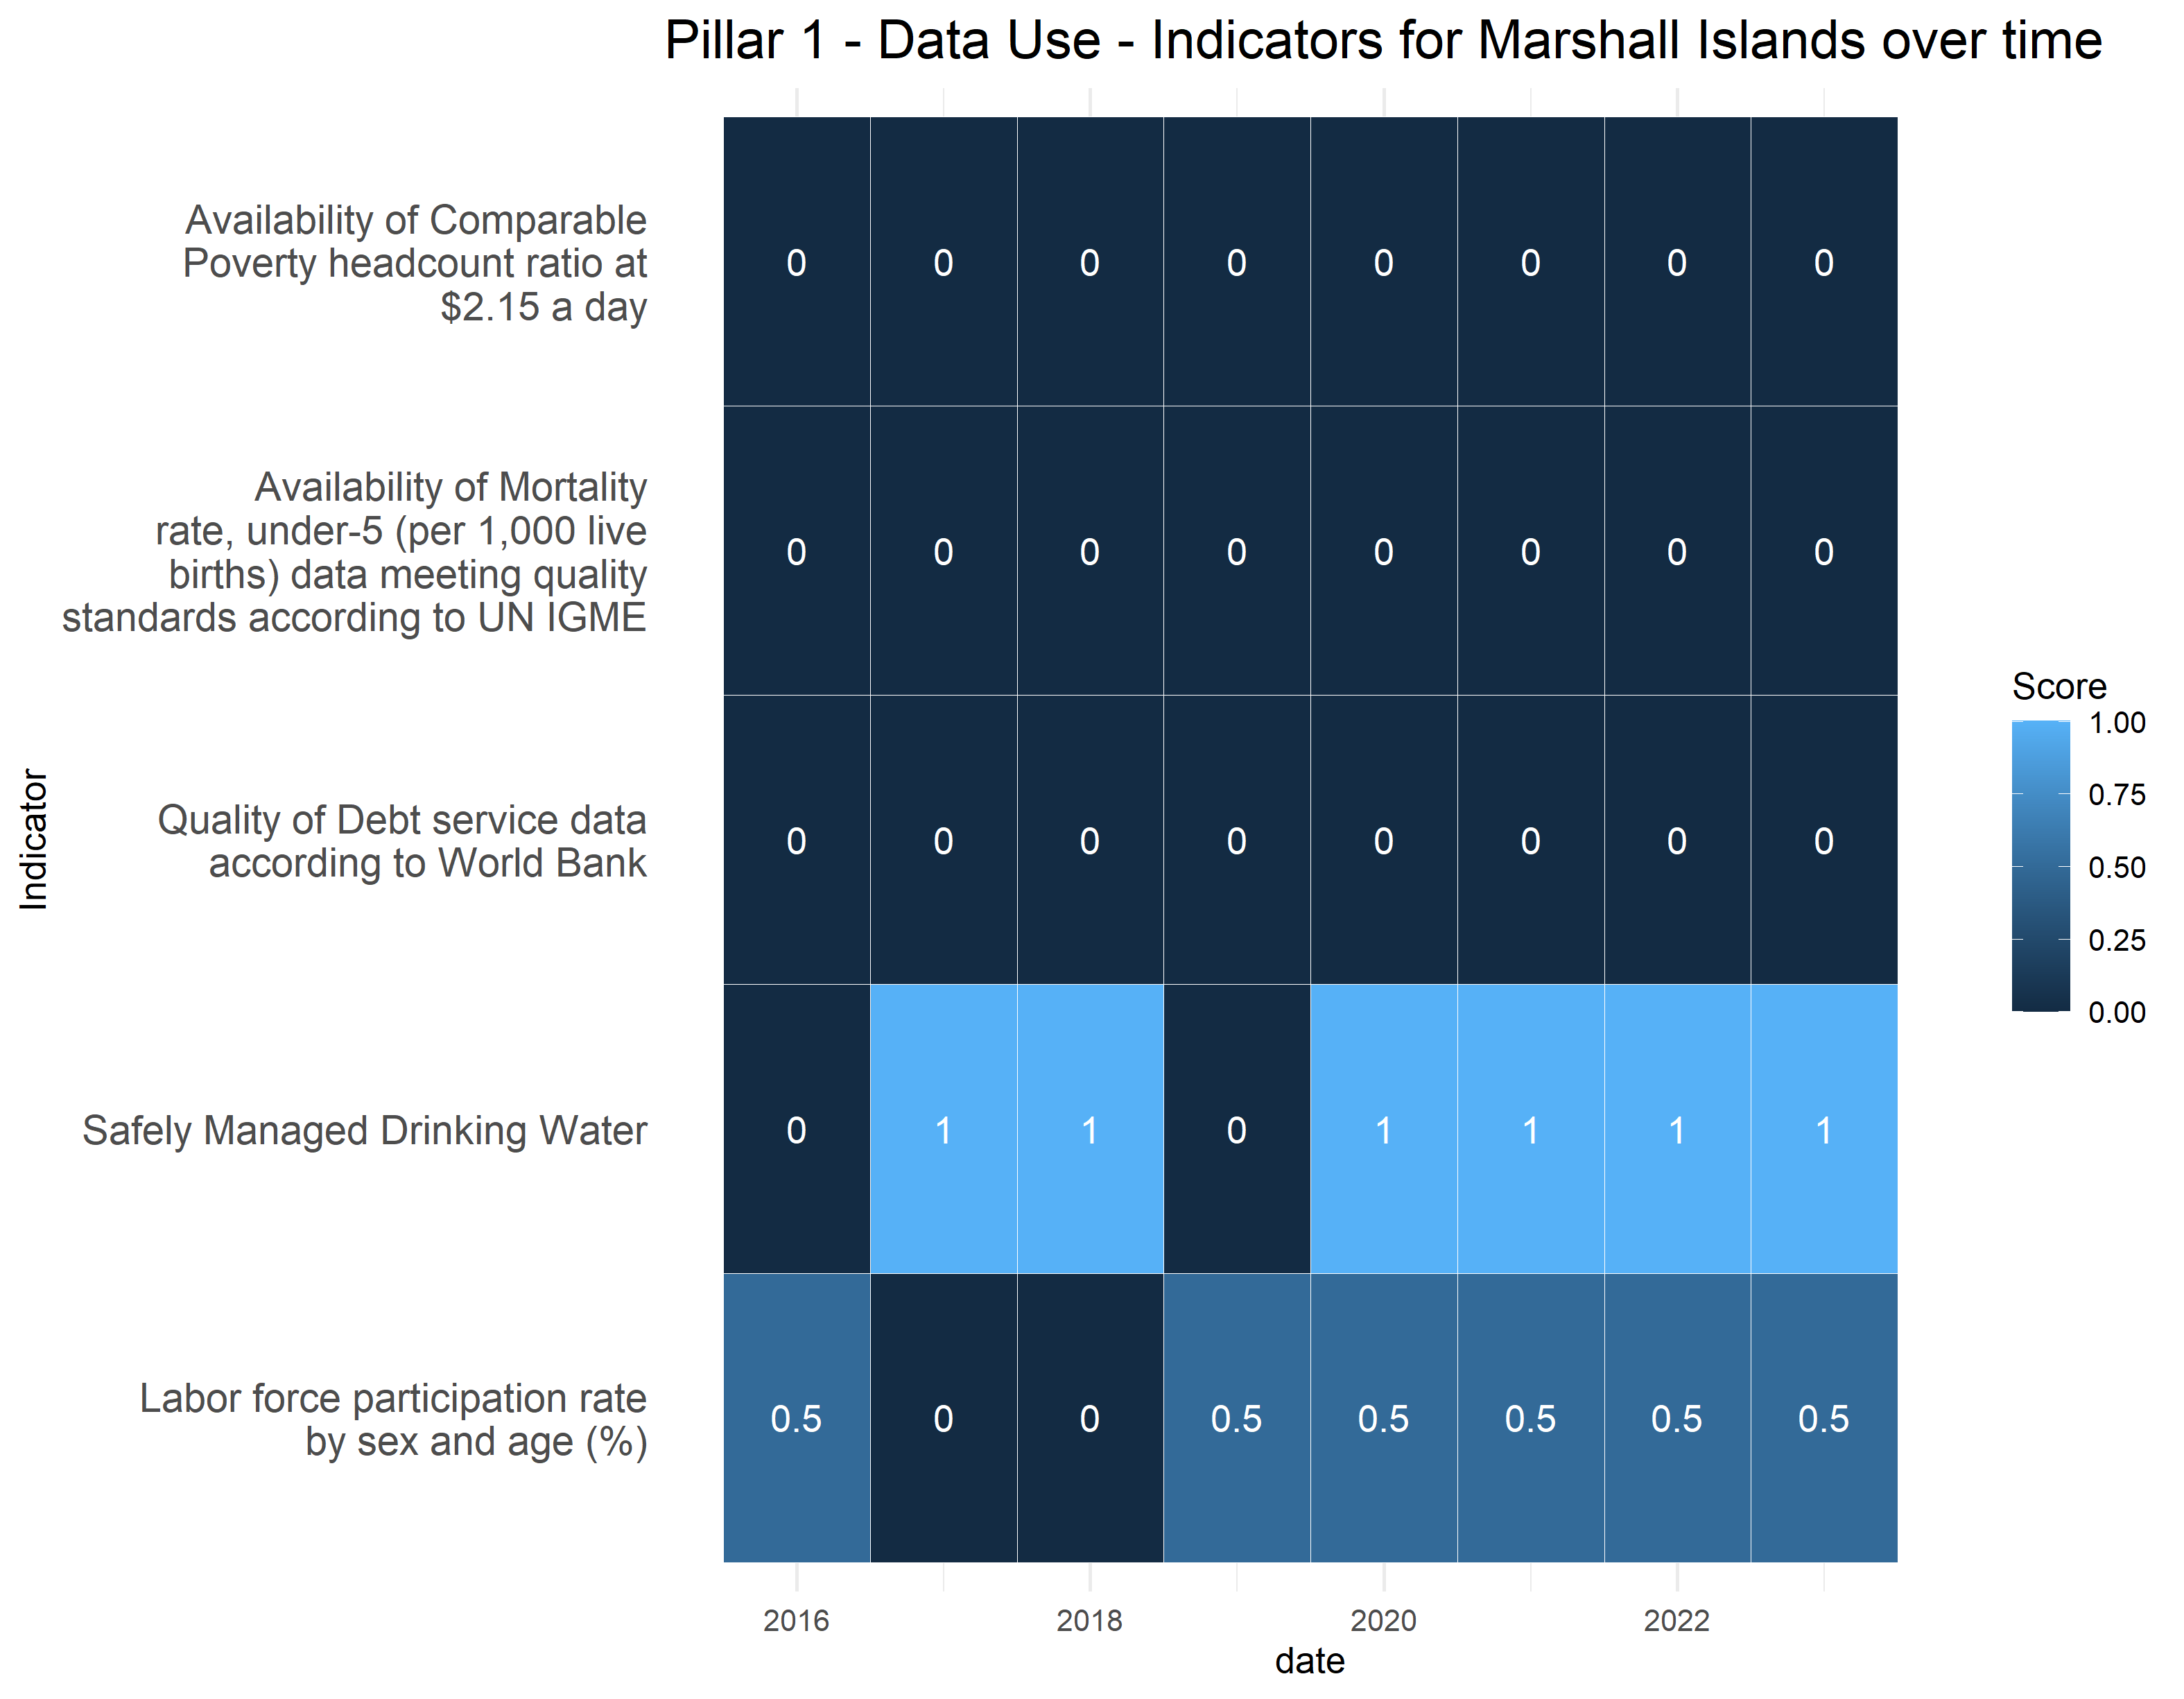 Pillar 1 - Data Use - Indicators for Marshall Islands over time
Indicator
Availability of Comparable
Poverty headcount ratio at
$2.15 a day
0 0 0 0 0 0 0 0
Availability of Mortality
rate, under-5 (per 1,000 live
births) data meeting quality
standards according to UN IGME
0 0 0 0 0 0 0 0
Quality of Debt service data
according to World Bank
0 0 0 0 0 0 0 0
Safely Managed Drinking Water
0 1 1 0 1 1 1 1
Labor force participation rate
by sex and age (%)
0.5 0 0 0.5 0.5 0.5 0.5 0.5
2016 2018 2020 2022
date
Score
1.00
0.75
0.50
0.25
0.00